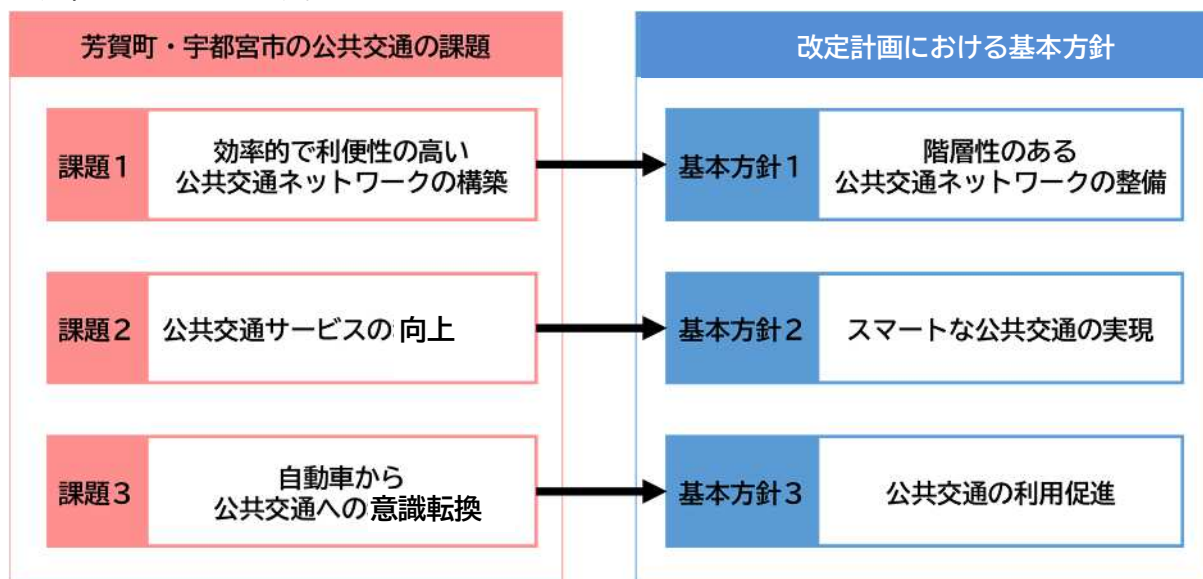 芳賀町・宇都宮市の公共交通の課題
改定計画における基本方針
課題1
効率的で利便性の高い
公共交通ネットワークの構築
基本方針1
階層性のある
公共交通ネットワークの整備
課題2
公共交通サービスの向上
基本方針2
スマートな公共交通の実現
課題3
自動車から
公共交通への意識転換
基本方針3
公共交通の利用促進